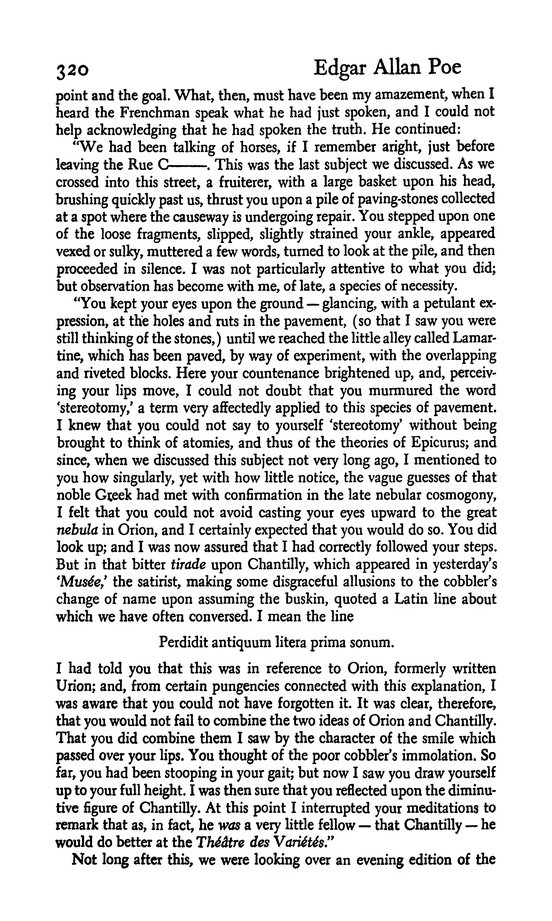 320 Edgar Allan Poe
point and the goal. What, then, must have been my amazement, when I
heard the Frenchman speak what he had just spoken, and I could not
help acknowledging that he had spoken the truth. He continued:
“We had been talking of horses, if I remember aright, just before
leaving the Rue C——. This was the last subject we discussed. As we
crossed into this street, a fruiterer, with a large basket upon his head,
brushing quickly past us, thrust you upon a pile of paving-stones collected
at a spot where the causeway is undergoing repair. You stepped upon one
of the loose fragments, slipped, slightly strained your ankle, appeared
vexed or sulky, muttered a few words, turned to look at the pile, and then
proceeded in silence. I was not particularly attentive to what you did;
but observation has become with me, of late, a species of necessity.
“You kept your eyes upon the ground — glancing, with a petulant ex-
pression, at the holes and ruts in the pavement, (so that I saw you were
still thinking of the stones,) until we reached the little alley called Lamar-
tine, which has been paved, by way of experiment, with the overlapping
and riveted blocks. Here your countenance brightened up, and, perceiv-
ing your lips move, I could not doubt that you murmured the word
‘stereotomy,’ a term very affectedly applied to this species of pavement.
I knew that you could not say to yourself ‘stereotomy’ without being
brought to think of atomies, and thus of the theories of Epicurus; and
since, when we discussed this subject not very long ago, I mentioned to
you how singularly, yet with how little notice, the vague guesses of that
noble Greek had met with confirmation in the late nebular cosmogony,
I felt that you could not avoid casting your eyes upward to the great
nebula in Orion, and I certainly expected that you would do so. You did
look up; and I was now assured that I had correctly followed your steps.
But in that bitter tirade upon Chantilly, which appeared in yesterday’s
‘Musée,’ the satirist, making some disgraceful allusions to the cobbler’s
change of name upon assuming the buskin, quoted a Latin line about
which we have often conversed. I mean the line
Perdidit antiquum litera prima sonum.
I had told you that this was in reference to Orion, formerly written
Urion; and, from certain pungencies connected with this explanation, I
was aware that you could not have forgotten it. It was clear, therefore,
that you would not fail to combine the two ideas of Orion and Chantilly.
That you did combine them I saw by the character of the smile which
passed over your lips. You thought of the poor cobbler’s immolation. So
far, you had been stooping in your gait; but now I saw you draw yourself
up to your full height. I was then sure that you reflected upon the diminu-
tive figure of Chantilly. At this point I interrupted your meditations to
remark that as, in fact, he was a very little fellow — that Chantilly — he
would do better at the Théâtre des Variétés.”
Not long after this, we were looking over an evening edition of the